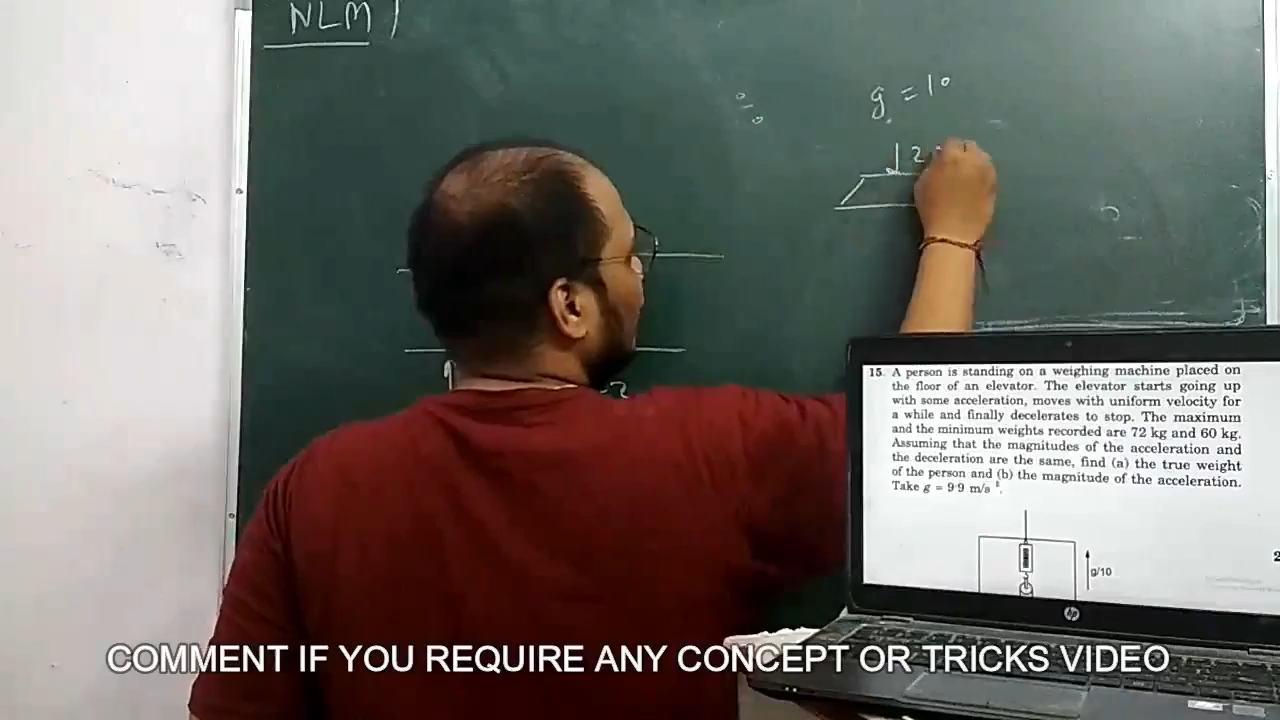 NLM
g = 10
2
-2
15. A person is standing on a weighing machine placed on
the floor of an elevator. The elevator starts going up
with some acceleration, moves with uniform velocity for
a while and finally decelerates to stop. The maximum
and the minimum weights recorded are 72 kg and 60 kg.
Assuming that the magnitudes of the acceleration and
the deceleration are the same, find (a) the true weight
of the person and (b) the magnitude of the acceleration.
Take g = 9·9 m/s².
g/10
2
hp
COMMENT IF YOU REQUIRE ANY CONCEPT OR TRICKS VIDEO